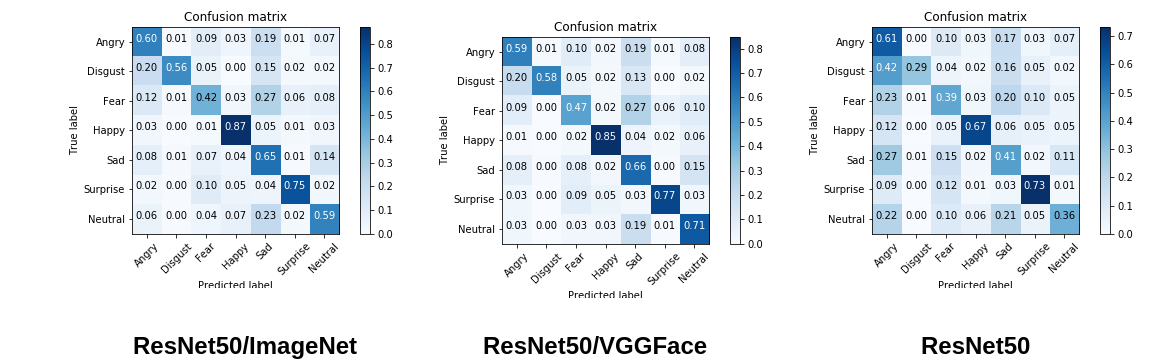 Confusion matrix
Angry 0.60 0.01 0.09 0.03 0.19 0.01 0.07
Disgust 0.20 0.56 0.05 0.00 0.15 0.02 0.02
Fear 0.12 0.01 0.42 0.03 0.27 0.06 0.08
Happy 0.03 0.00 0.01 0.87 0.05 0.01 0.03
Sad 0.08 0.01 0.07 0.04 0.65 0.01 0.14
Surprise 0.02 0.00 0.10 0.05 0.04 0.75 0.02
Neutral 0.06 0.00 0.04 0.07 0.23 0.02 0.59
True label
Angry Disgust Fear Happy Sad Surprise Neutral
Predicted label
0.8
0.7
0.6
0.5
0.4
0.3
0.2
0.1
0.0
ResNet50/ImageNet
Confusion matrix
Angry 0.59 0.01 0.10 0.02 0.19 0.01 0.08
Disgust 0.20 0.58 0.05 0.02 0.13 0.00 0.02
Fear 0.09 0.00 0.47 0.02 0.27 0.06 0.10
Happy 0.01 0.00 0.02 0.85 0.04 0.02 0.06
Sad 0.08 0.00 0.08 0.02 0.66 0.00 0.15
Surprise 0.03 0.00 0.09 0.05 0.03 0.77 0.03
Neutral 0.03 0.00 0.03 0.03 0.19 0.01 0.71
True label
Angry Disgust Fear Happy Sad Surprise Neutral
Predicted label
0.8
0.7
0.6
0.5
0.4
0.3
0.2
0.1
0.0
ResNet50/VGGFace
Confusion matrix
Angry 0.61 0.00 0.10 0.03 0.17 0.03 0.07
Disgust 0.42 0.29 0.04 0.02 0.16 0.05 0.02
Fear 0.23 0.01 0.39 0.03 0.20 0.10 0.05
Happy 0.12 0.00 0.05 0.67 0.06 0.05 0.05
Sad 0.27 0.01 0.15 0.02 0.41 0.02 0.11
Surprise 0.09 0.00 0.12 0.01 0.03 0.73 0.01
Neutral 0.22 0.00 0.10 0.06 0.21 0.05 0.36
True label
Angry Disgust Fear Happy Sad Surprise Neutral
Predicted label
0.7
0.6
0.5
0.4
0.3
0.2
0.1
0.0
ResNet50